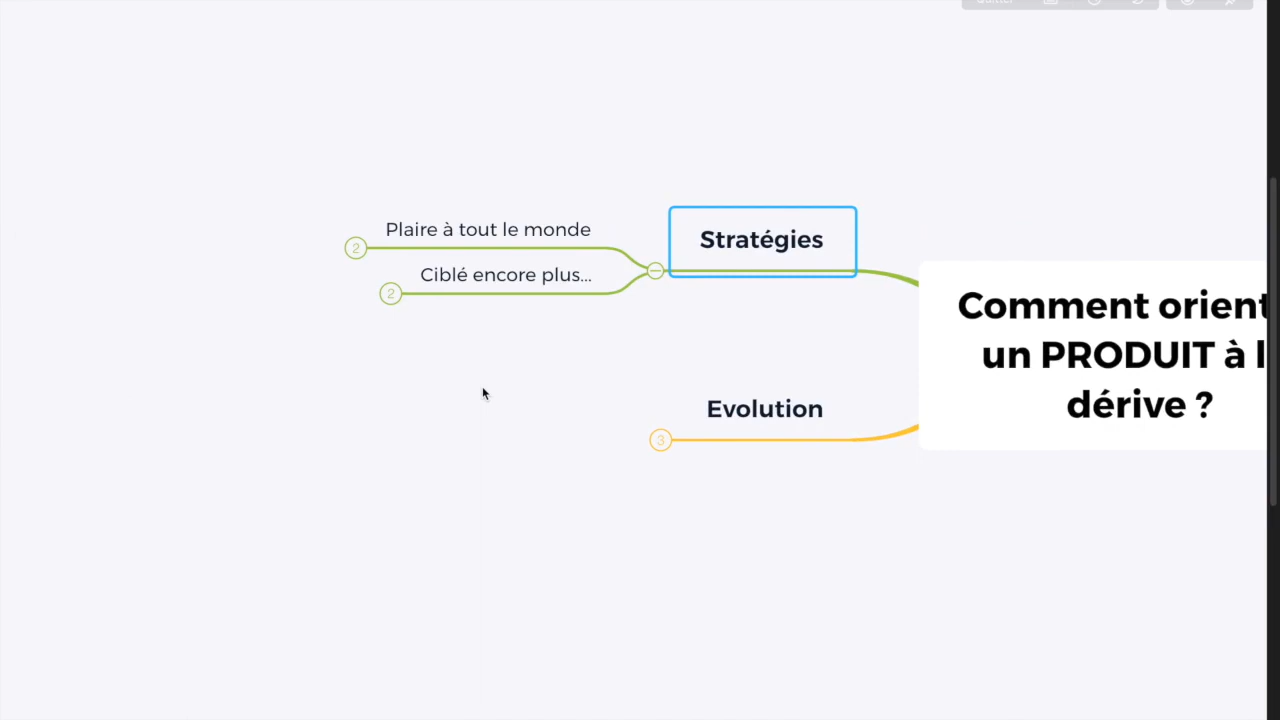 Plaire à tout le monde
2
Ciblé encore plus...
2
Stratégies
Evolution
3
Comment orient
un PRODUIT à l
dérive ?